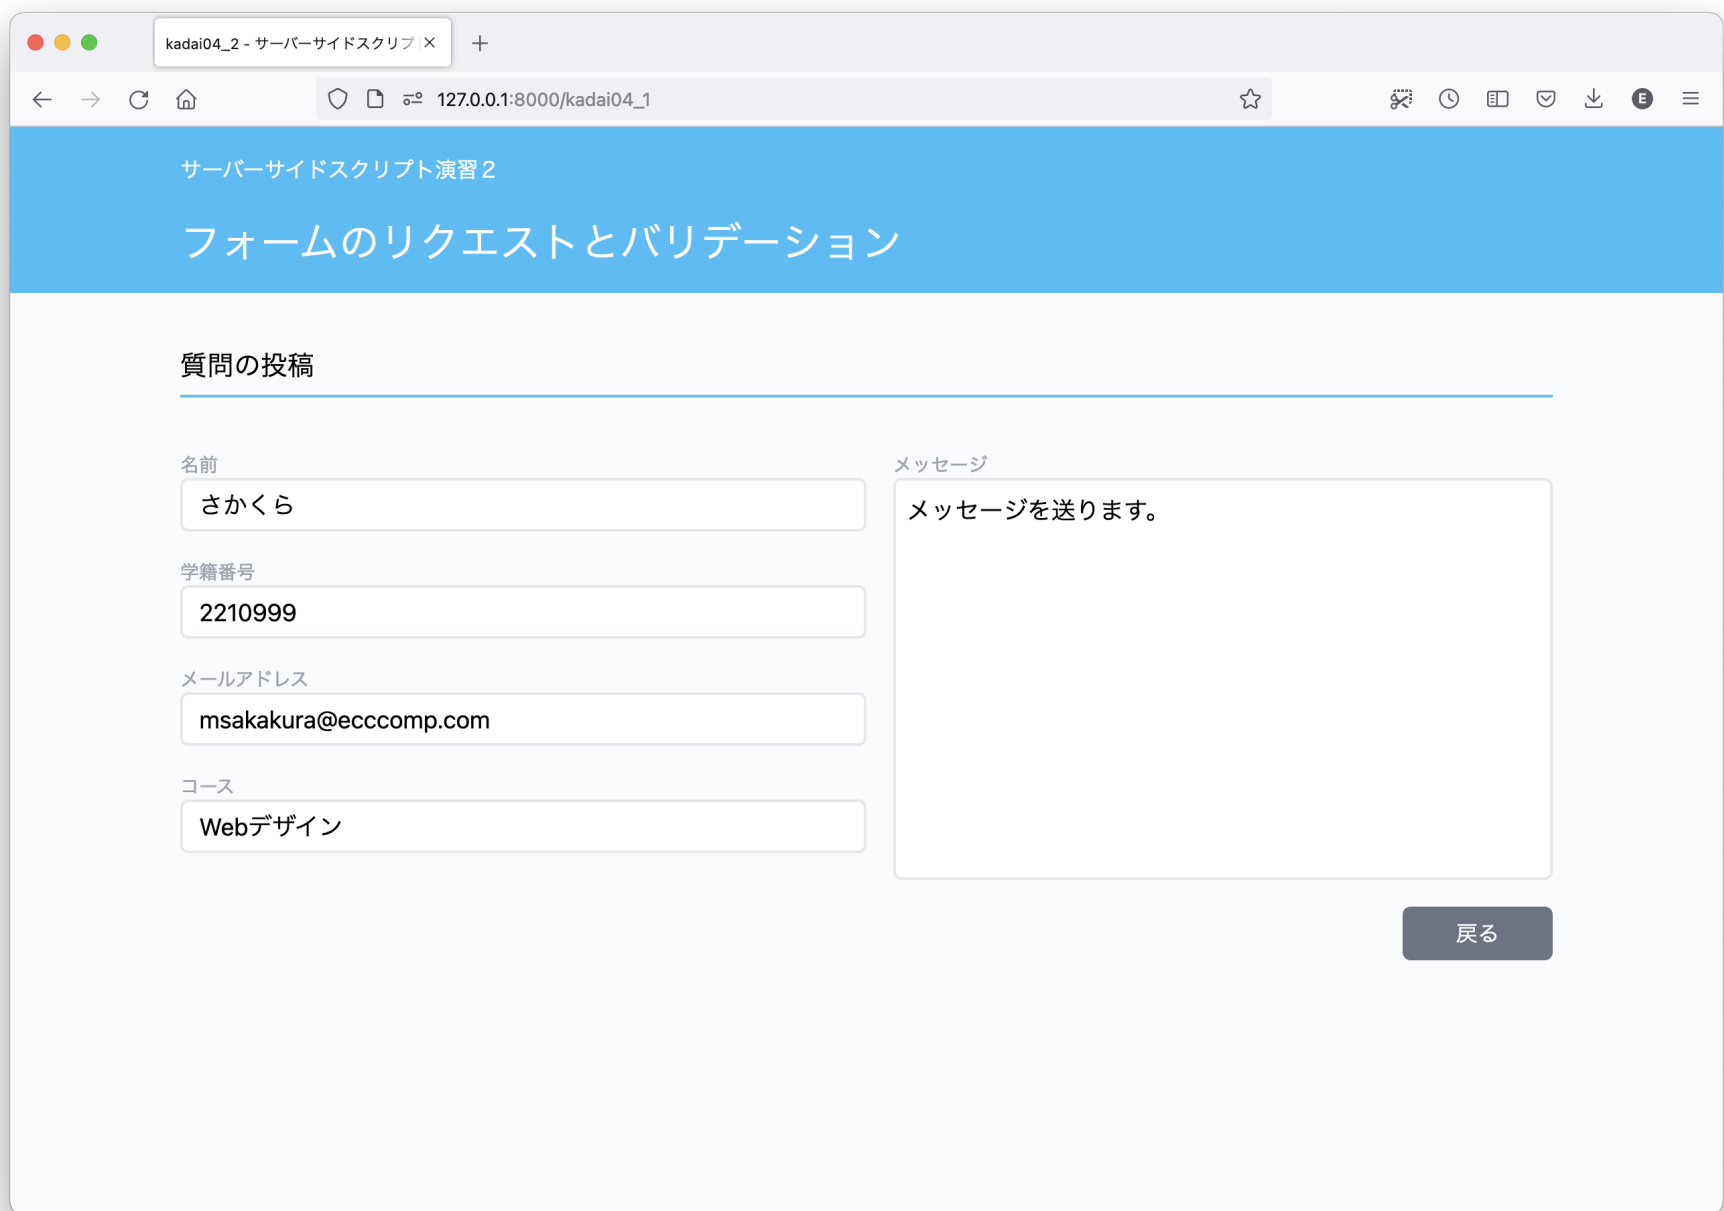 kadai04_2 - サーバーサイドスクリプ
127.0.0.1:8000/kadai04_1
E
サーバーサイドスクリプト演習２
フォームのリクエストとバリデーション
質問の投稿
名前
さかくら
学籍番号
2210999
メールアドレス
msakakura@ecccomp.com
コース
Webデザイン
メッセージ
メッセージを送ります。
戻る